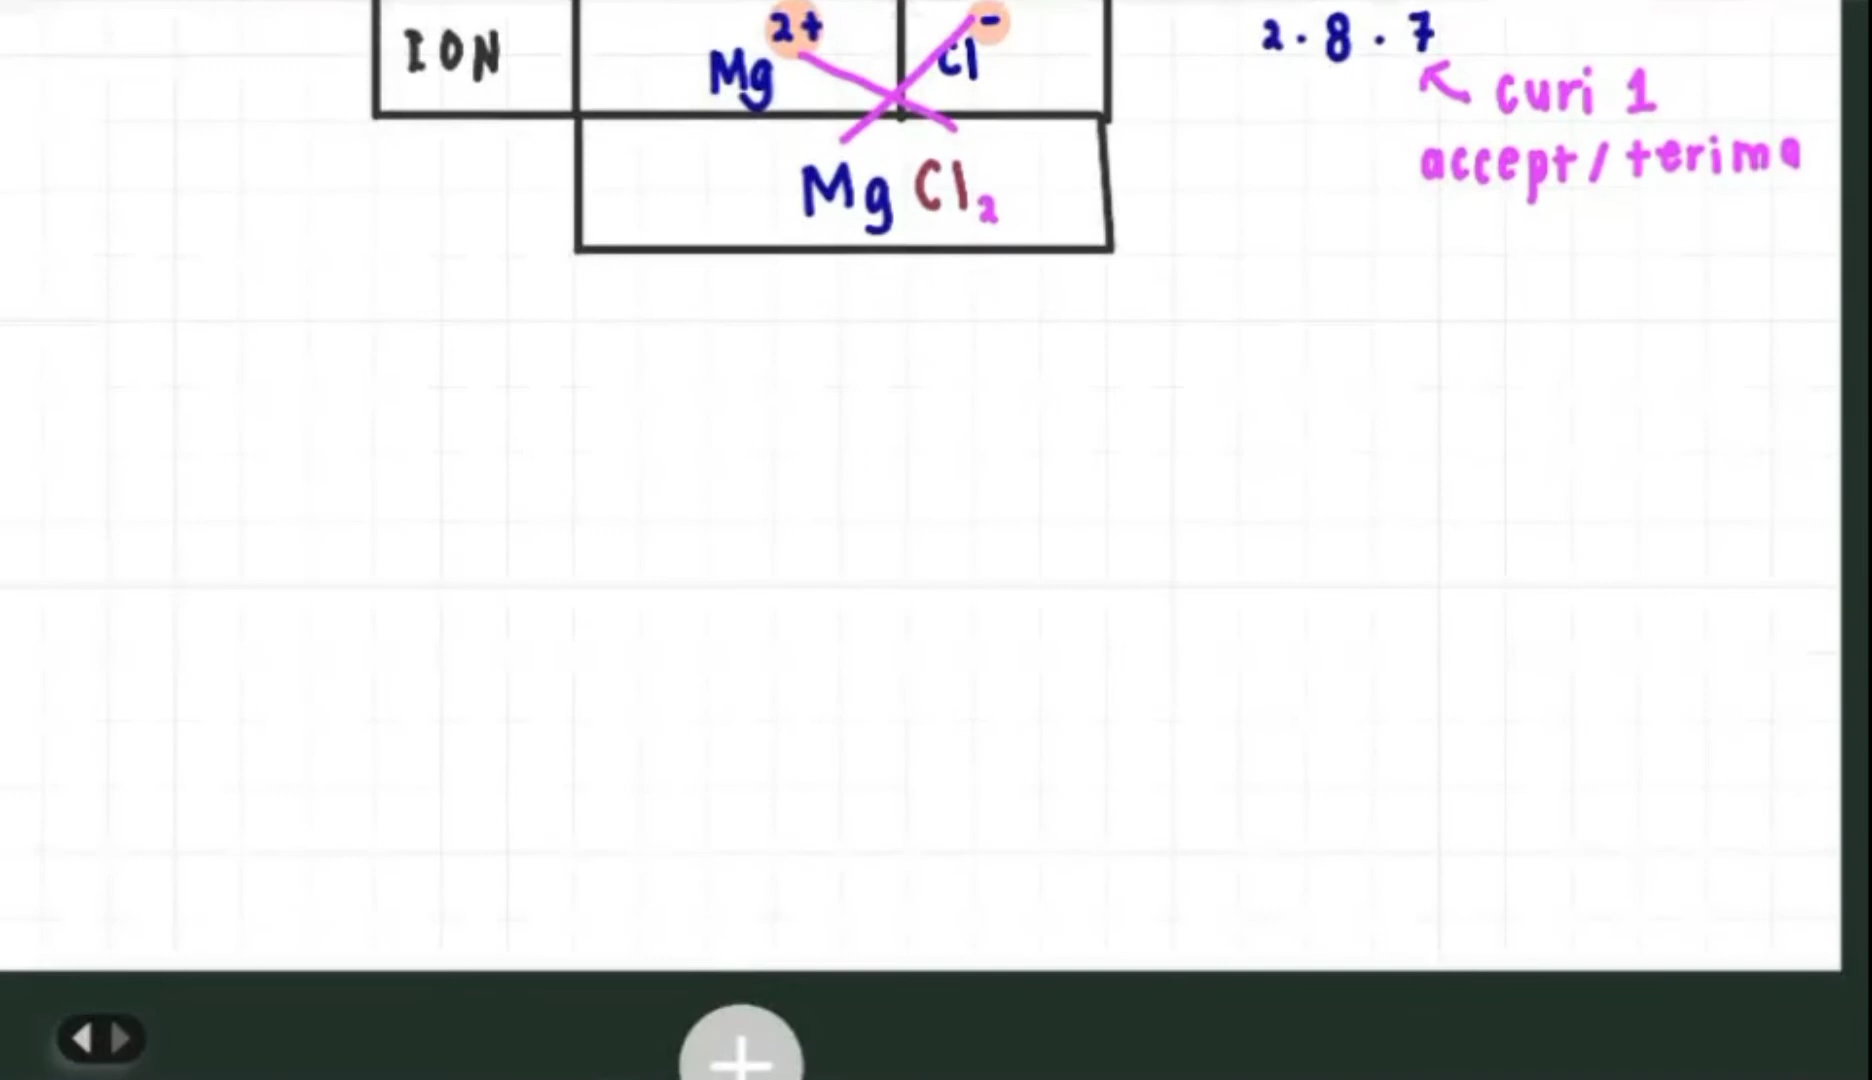 ION Mg²⁺ Cl⁻
MgCl₂
2.8.7
curi 1
accept/terima